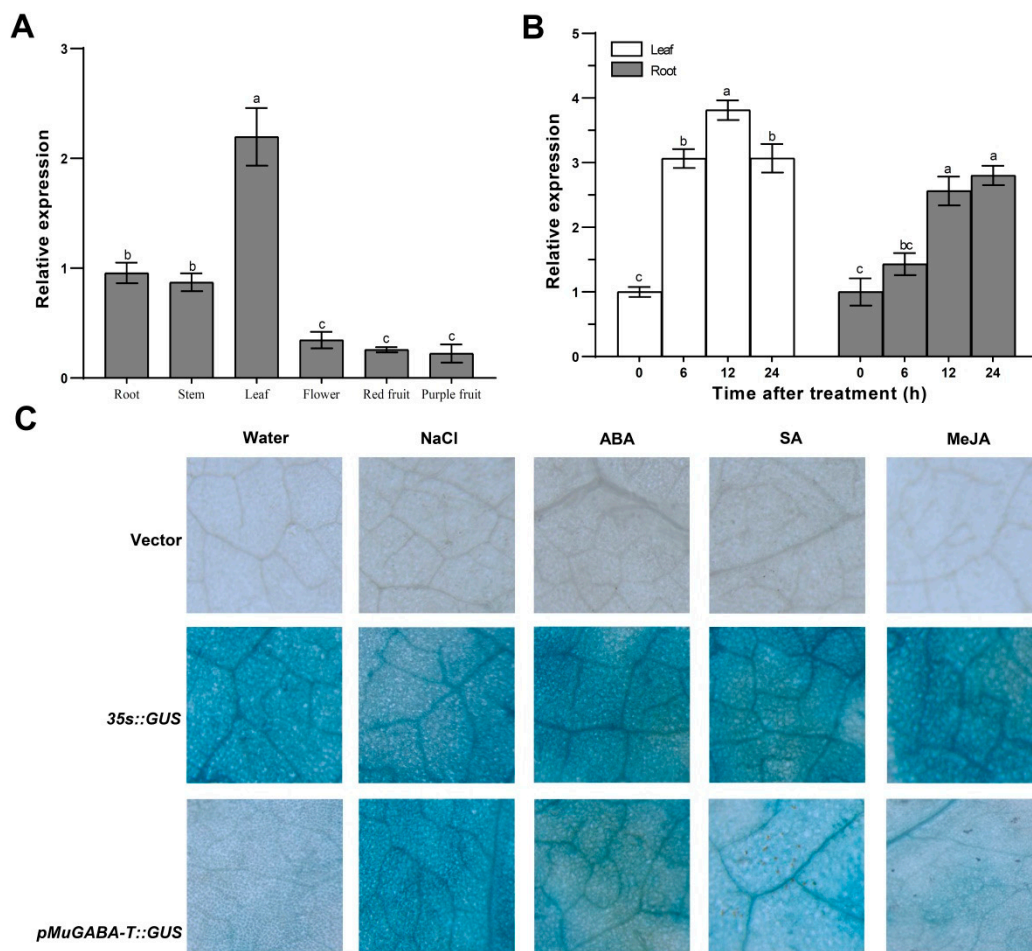 A
Relative expression
3
2
1
0
a
b
b
c
c
c
Root Stem Leaf Flower Red fruit Purple fruit
B
Relative expression
5
4
3
2
1
0
Leaf
Root
c
b
a
b
c
bc
a
a
0 6 12 24 0 6 12 24
Time after treatment (h)
C
Water NaCl ABA SA MeJA
Vector
35s::GUS
pMuGABA-T::GUS